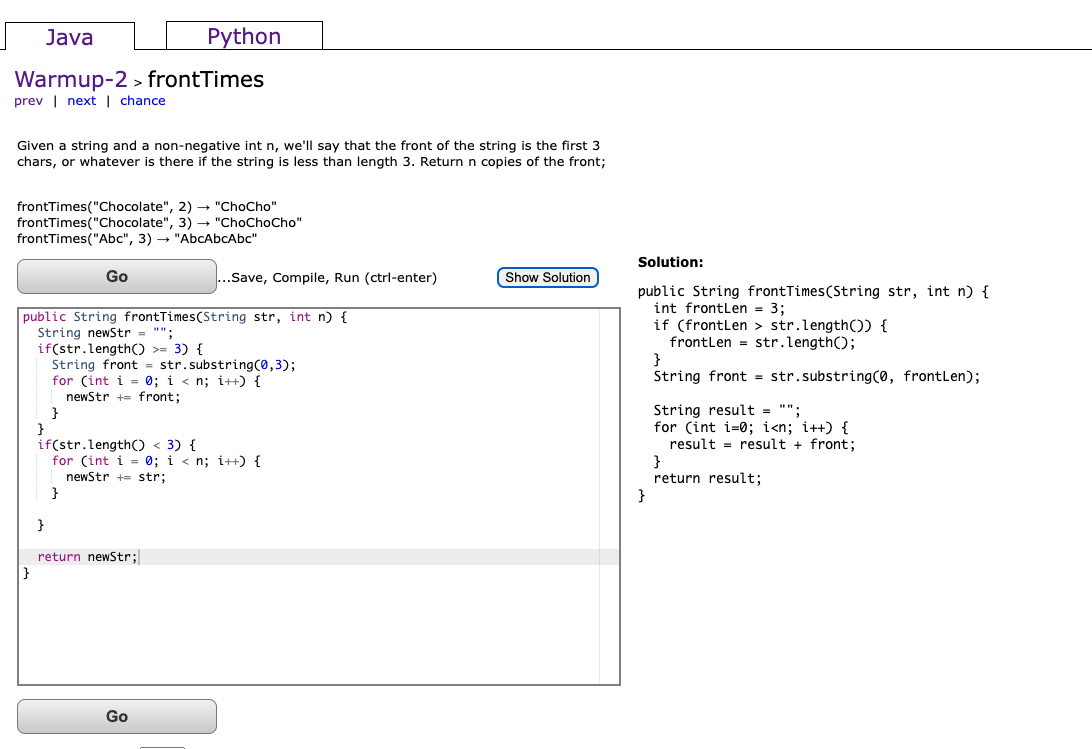 Java
Python
Warmup-2 > frontTimes
prev | next | chance
Given a string and a non-negative int n, we'll say that the front of the string is the first 3
chars, or whatever is there if the string is less than length 3. Return n copies of the front;
frontTimes("Chocolate", 2) → "ChoCho"
frontTimes("Chocolate", 3) → "ChoChoCho"
frontTimes("Abc", 3) → "AbcAbcAbc"
Go
...Save, Compile, Run (ctrl-enter)
Show Solution
public String frontTimes(String str, int n) {
  String newStr = "";
  if(str.length() >= 3) {
    String front = str.substring(0,3);
    for (int i = 0; i < n; i++) {
      newStr += front;
    }
  }
  if(str.length() < 3) {
    for (int i = 0; i < n; i++) {
      newStr += str;
    }
  }
  return newStr;
}
Go
Solution:
public String frontTimes(String str, int n) {
  int frontLen = 3;
  if (frontLen > str.length()) {
    frontLen = str.length();
  }
  String front = str.substring(0, frontLen);
  String result = "";
  for (int i=0; i<n; i++) {
    result = result + front;
  }
  return result;
}